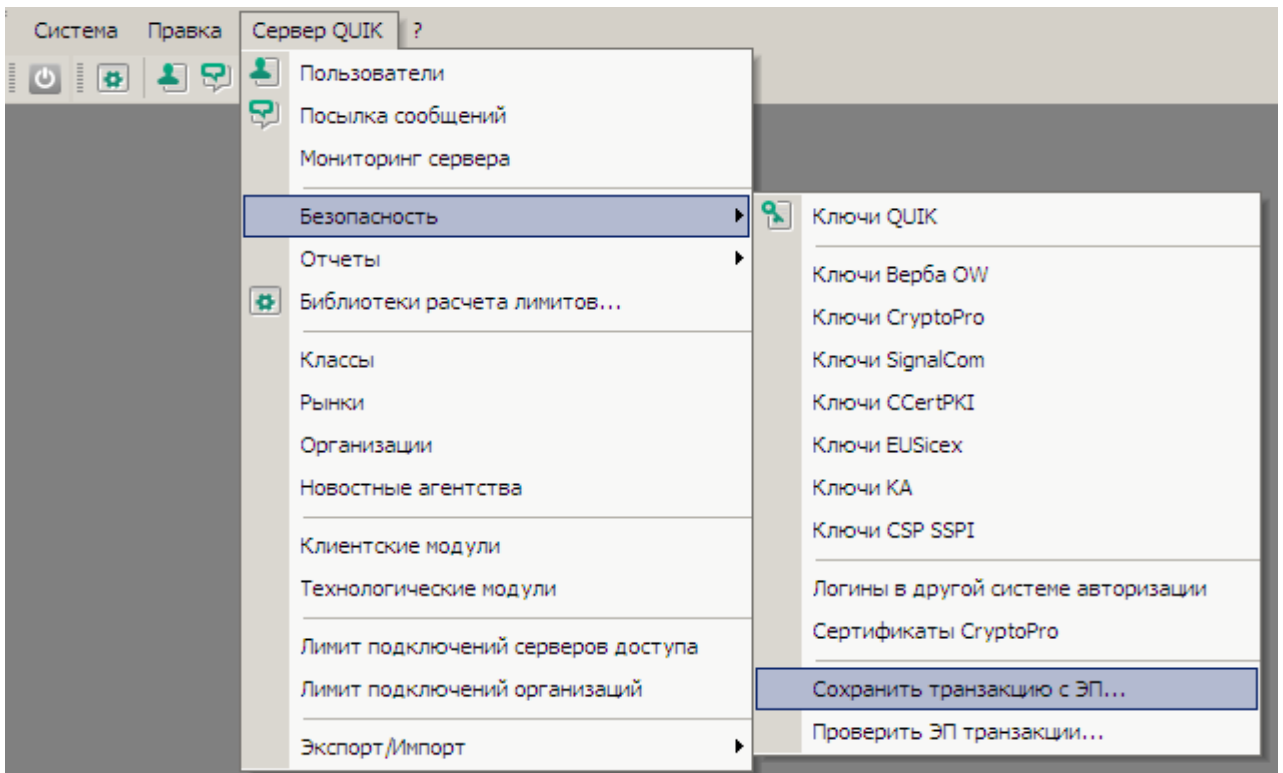 Система Правка Сервер QUIK ?
Пользователи
Посылка сообщений
Мониторинг сервера
Безопасность
Отчеты
Библиотеки расчета лимитов...
Классы
Рынки
Организации
Новостные агентства
Клиентские модули
Технологические модули
Лимит подключений серверов доступа
Лимит подключений организаций
Экспорт/Импорт
Ключи QUIK
Ключи Верба OW
Ключи CryptoPro
Ключи SignalCom
Ключи CCertPKI
Ключи EUSicex
Ключи КА
Ключи CSP SSPI
Логины в другой системе авторизации
Сертификаты CryptoPro
Сохранить транзакцию с ЭП...
Проверить ЭП транзакции...